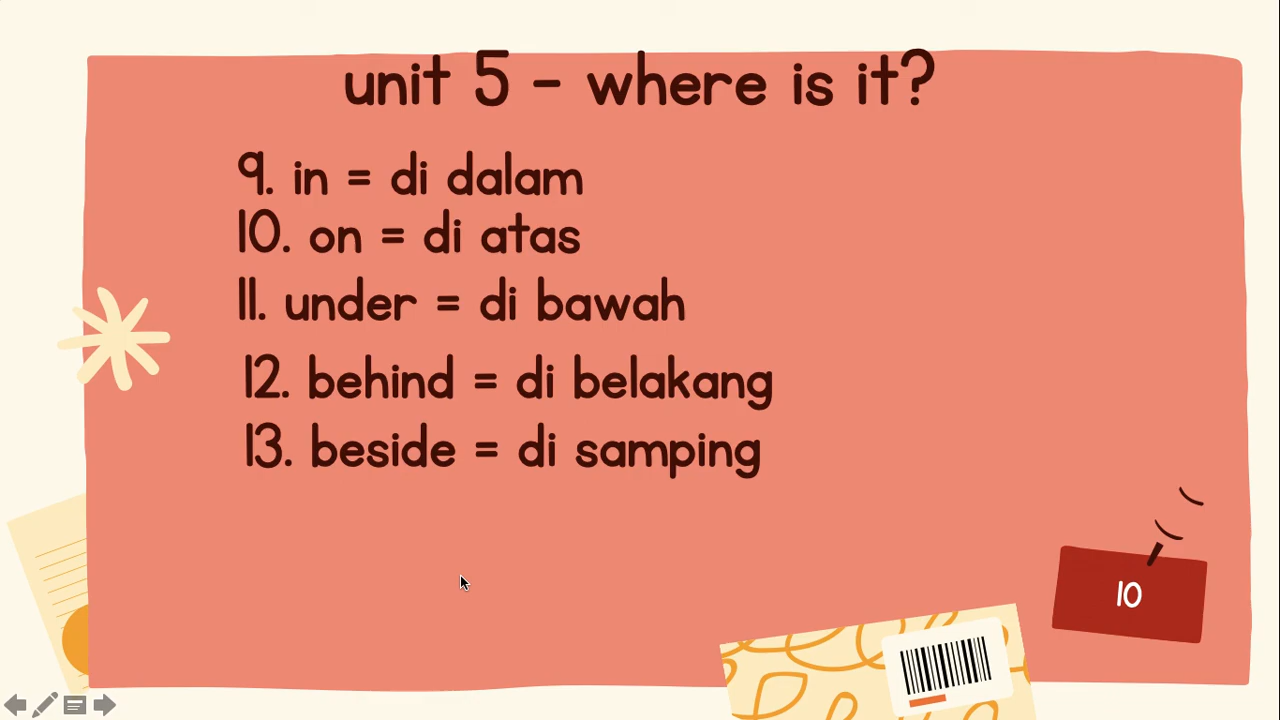 unit 5 - where is it?
9. in = di dalam
10. on = di atas
11. under = di bawah
12. behind = di belakang
13. beside = di samping
10